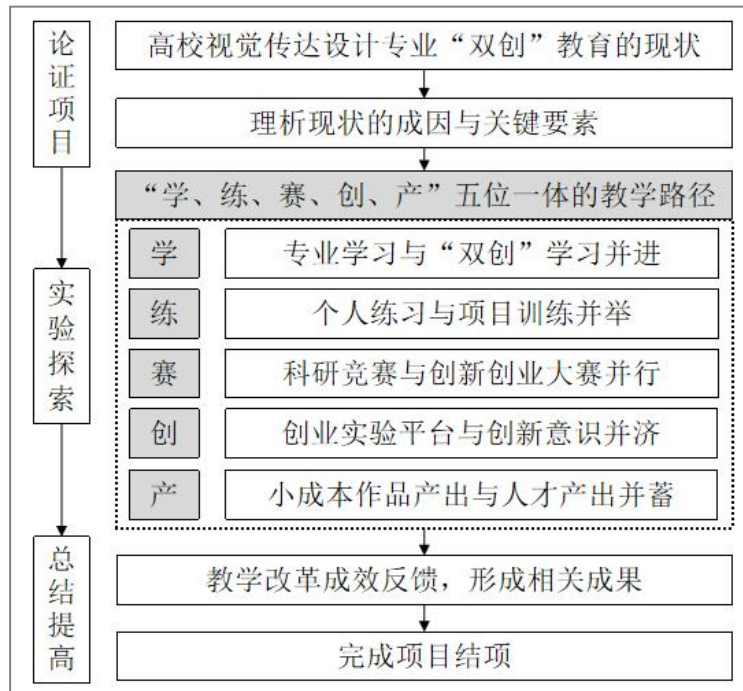 论证项目
高校视觉传达设计专业“双创”教育的现状
理析现状的成因与关键要素
实验探索
“学、练、赛、创、产”五位一体的教学路径
学
专业学习与“双创”学习并进
练
个人练习与项目训练并举
赛
科研竞赛与创新创业大赛并行
创
创业实验平台与创新意识并济
产
小成本作品产出与人才产出并蓄
总结提高
教学改革成效反馈，形成相关成果
完成项目结项